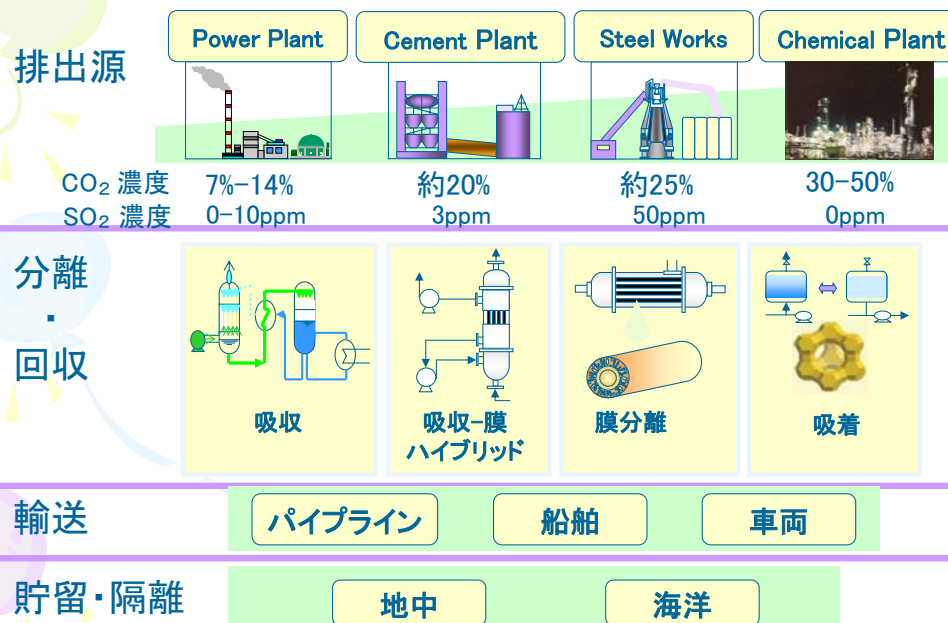 排出源
Power Plant
Cement Plant
Steel Works
Chemical Plant
CO₂ 濃度 7%-14% 約20% 約25% 30-50%
SO₂ 濃度 0-10ppm 3ppm 50ppm 0ppm
分離
・
回収
吸収
吸収-膜
ハイブリッド
膜分離
吸着
輸送
パイプライン
船舶
車両
貯留・隔離
地中
海洋